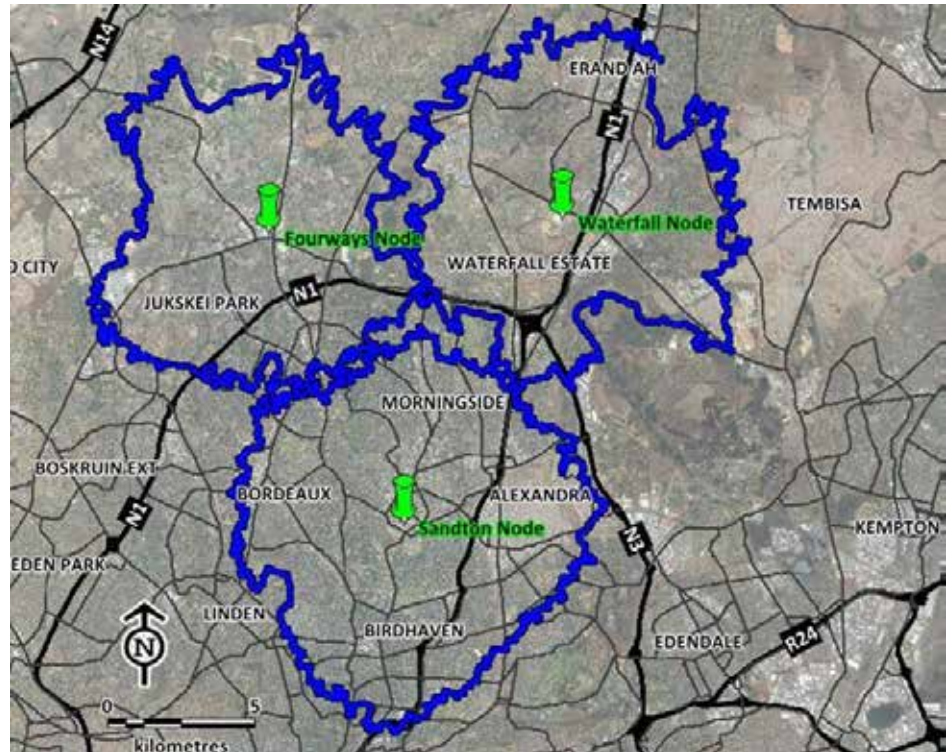 N14
ERAND AH
N1
TEMBISA
Waterfall Node
Fourways Node
WATERFALL ESTATE
O CITY
JUKSKEI PARK
N1
MORNINGSIDE
BOSKRUIN EXT
BORDEAUX
ALEXANDRA
N1
Sandton Node
KEMPTON
N3
EDEN PARK
LINDEN
BIRDHAVEN
EDENDALE
R24
N
0 5
kilometres